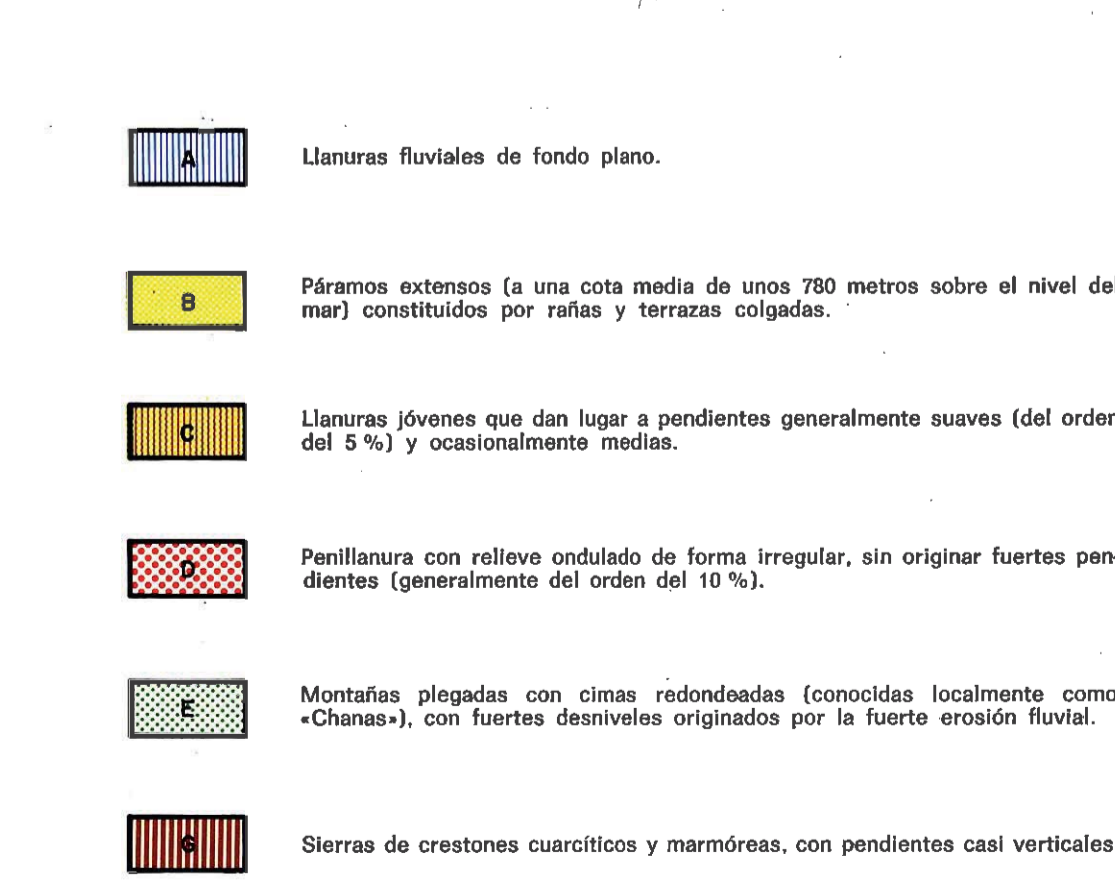 A
Llanuras fluviales de fondo plano.
B
Páramos extensos (a una cota media de unos 780 metros sobre el nivel del
mar) constituidos por rañas y terrazas colgadas.
C
Llanuras jóvenes que dan lugar a pendientes generalmente suaves (del orden
del 5 %) y ocasionalmente medias.
D
Penillanura con relieve ondulado de forma irregular, sin originar fuertes pen-
dientes (generalmente del orden del 10 %).
E
Montañas plegadas con cimas redondeadas (conocidas localmente como
«Chanas»), con fuertes desniveles originados por la fuerte erosión fluvial.
G
Sierras de crestones cuarcíticos y marmóreas, con pendientes casi verticales